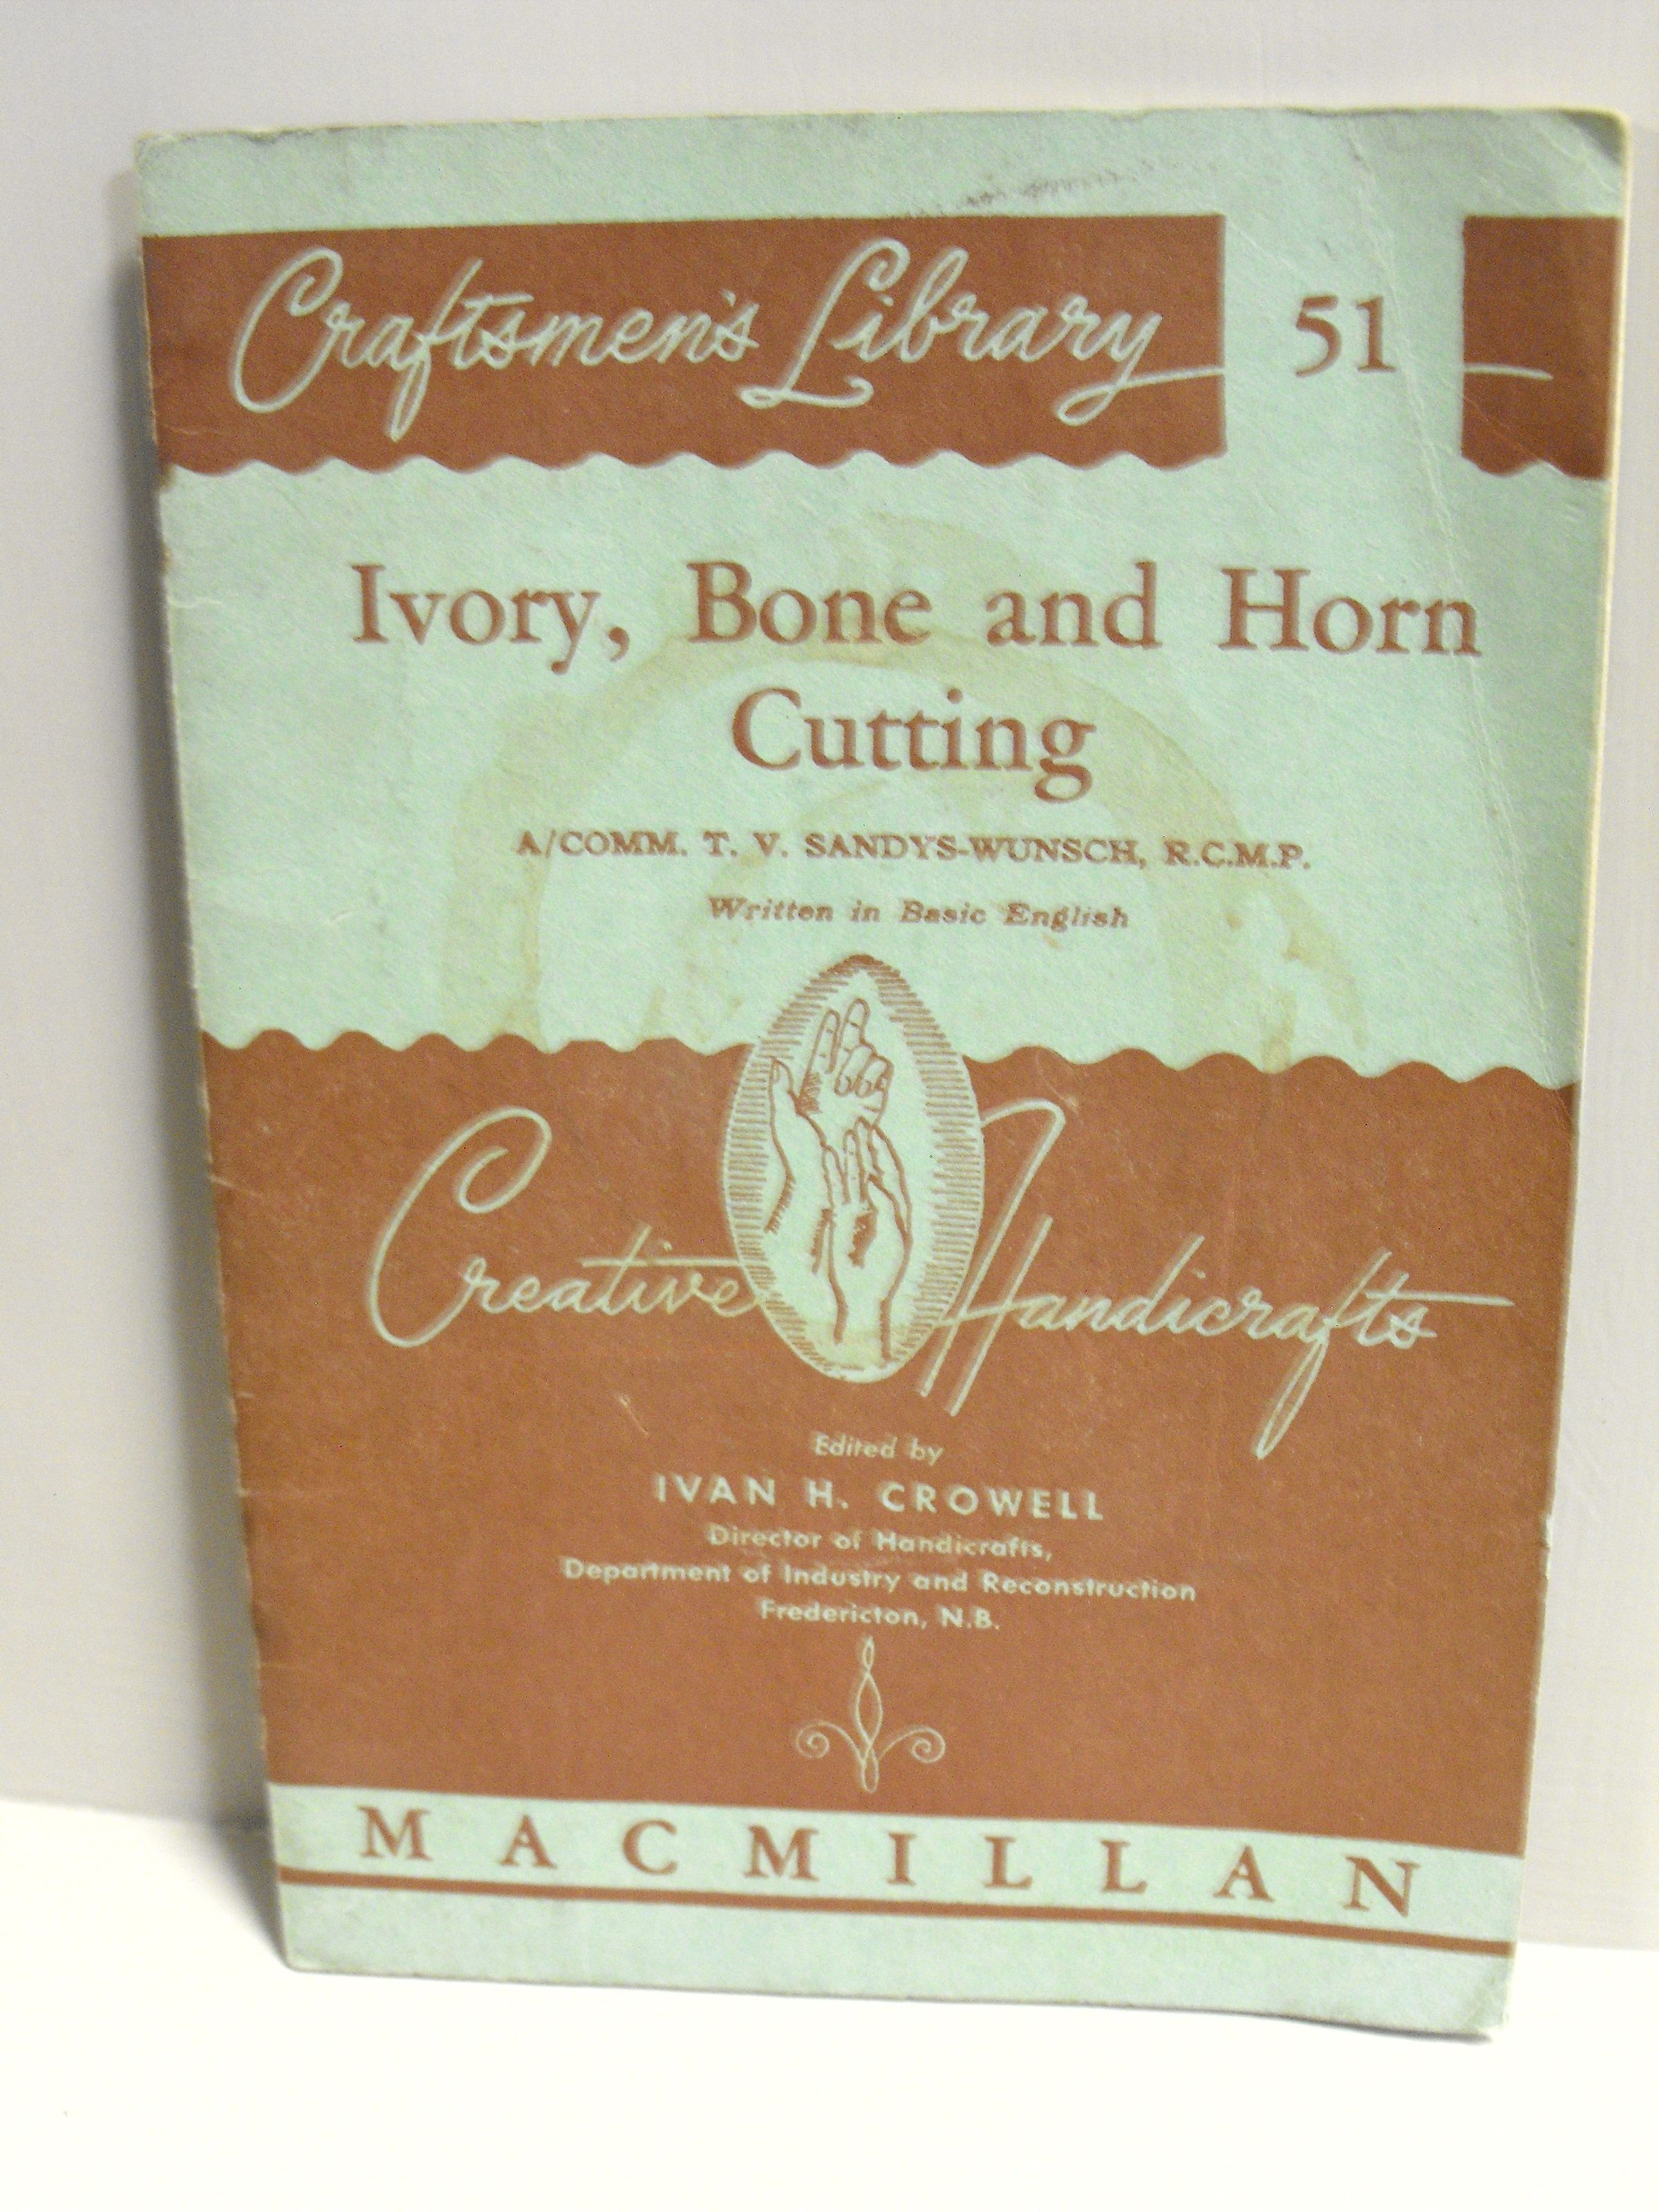 Craftsmen's Library 51
Ivory, Bone and Horn
Cutting
A/COMM. T. V. SANDYS-WUNSCH, R.C.M.P.
Written in Basic English
Creative Handicrafts
Edited by
IVAN H. CROWELL
Director of Handicrafts,
Department of Industry and Reconstruction
Fredericton, N.B.
MACMILLAN